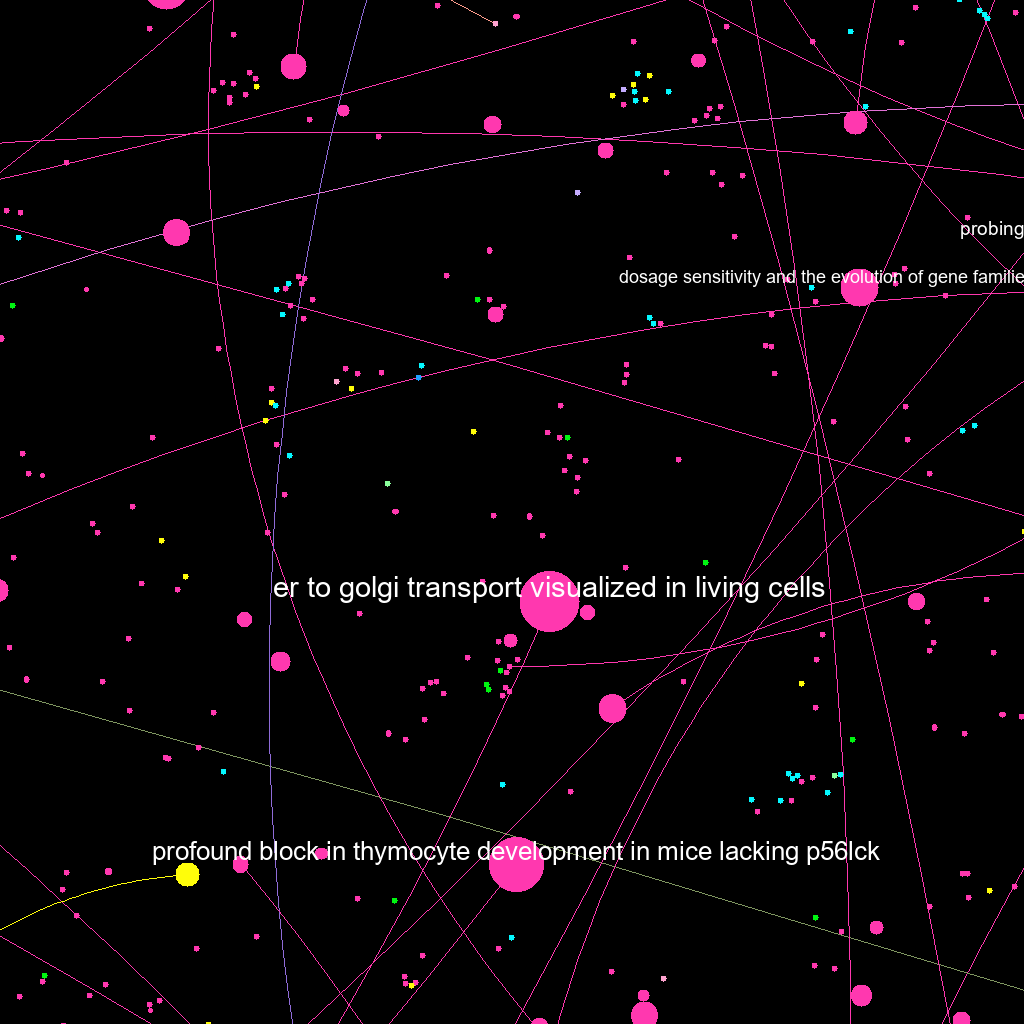 probing
dosage sensitivity and the evolution of gene familie
er to golgi transport visualized in living cells
profound block in thymocyte development in mice lacking p56lck